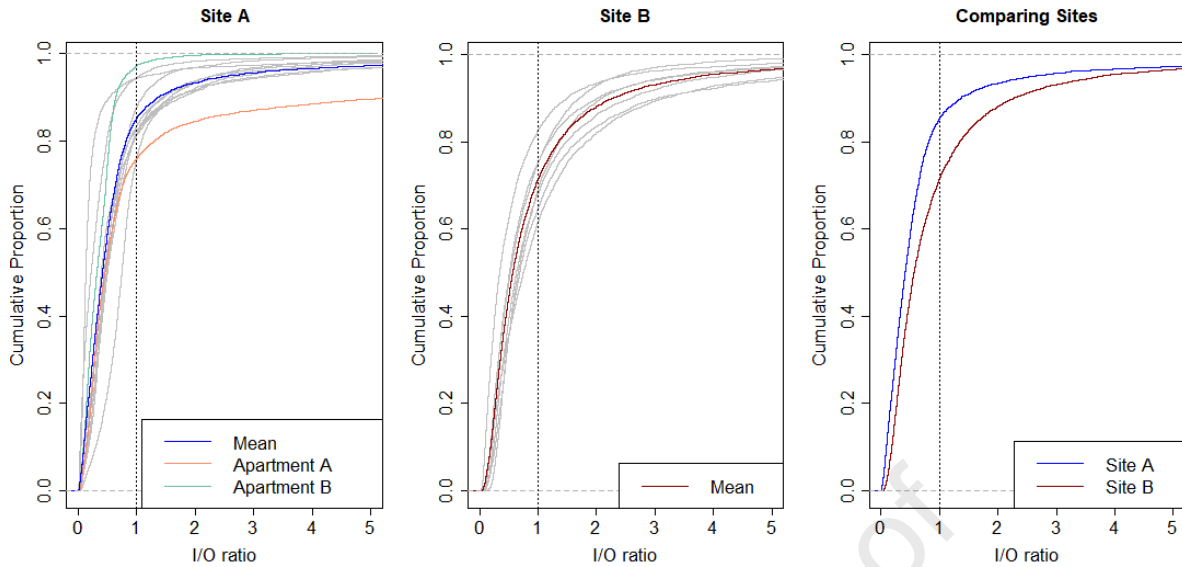 Site A
Cumulative Proportion
1.0
0.8
0.6
0.4
0.2
0.0
Mean
Apartment A
Apartment B
0 1 2 3 4 5
I/O ratio
Site B
Cumulative Proportion
1.0
0.8
0.6
0.4
0.2
0.0
Mean
0 1 2 3 4 5
I/O ratio
Comparing Sites
Cumulative Proportion
1.0
0.8
0.6
0.4
0.2
0.0
Site A
Site B
0 1 2 3 4 5
I/O ratio
of